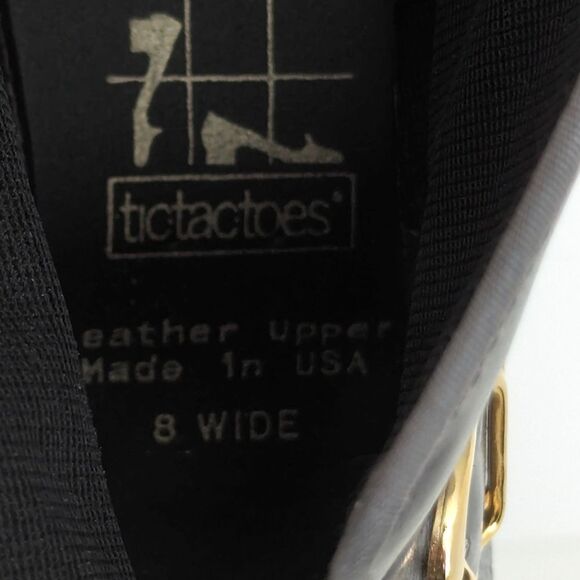 tictactoes
eather Upper
Made in USA
8 WIDE